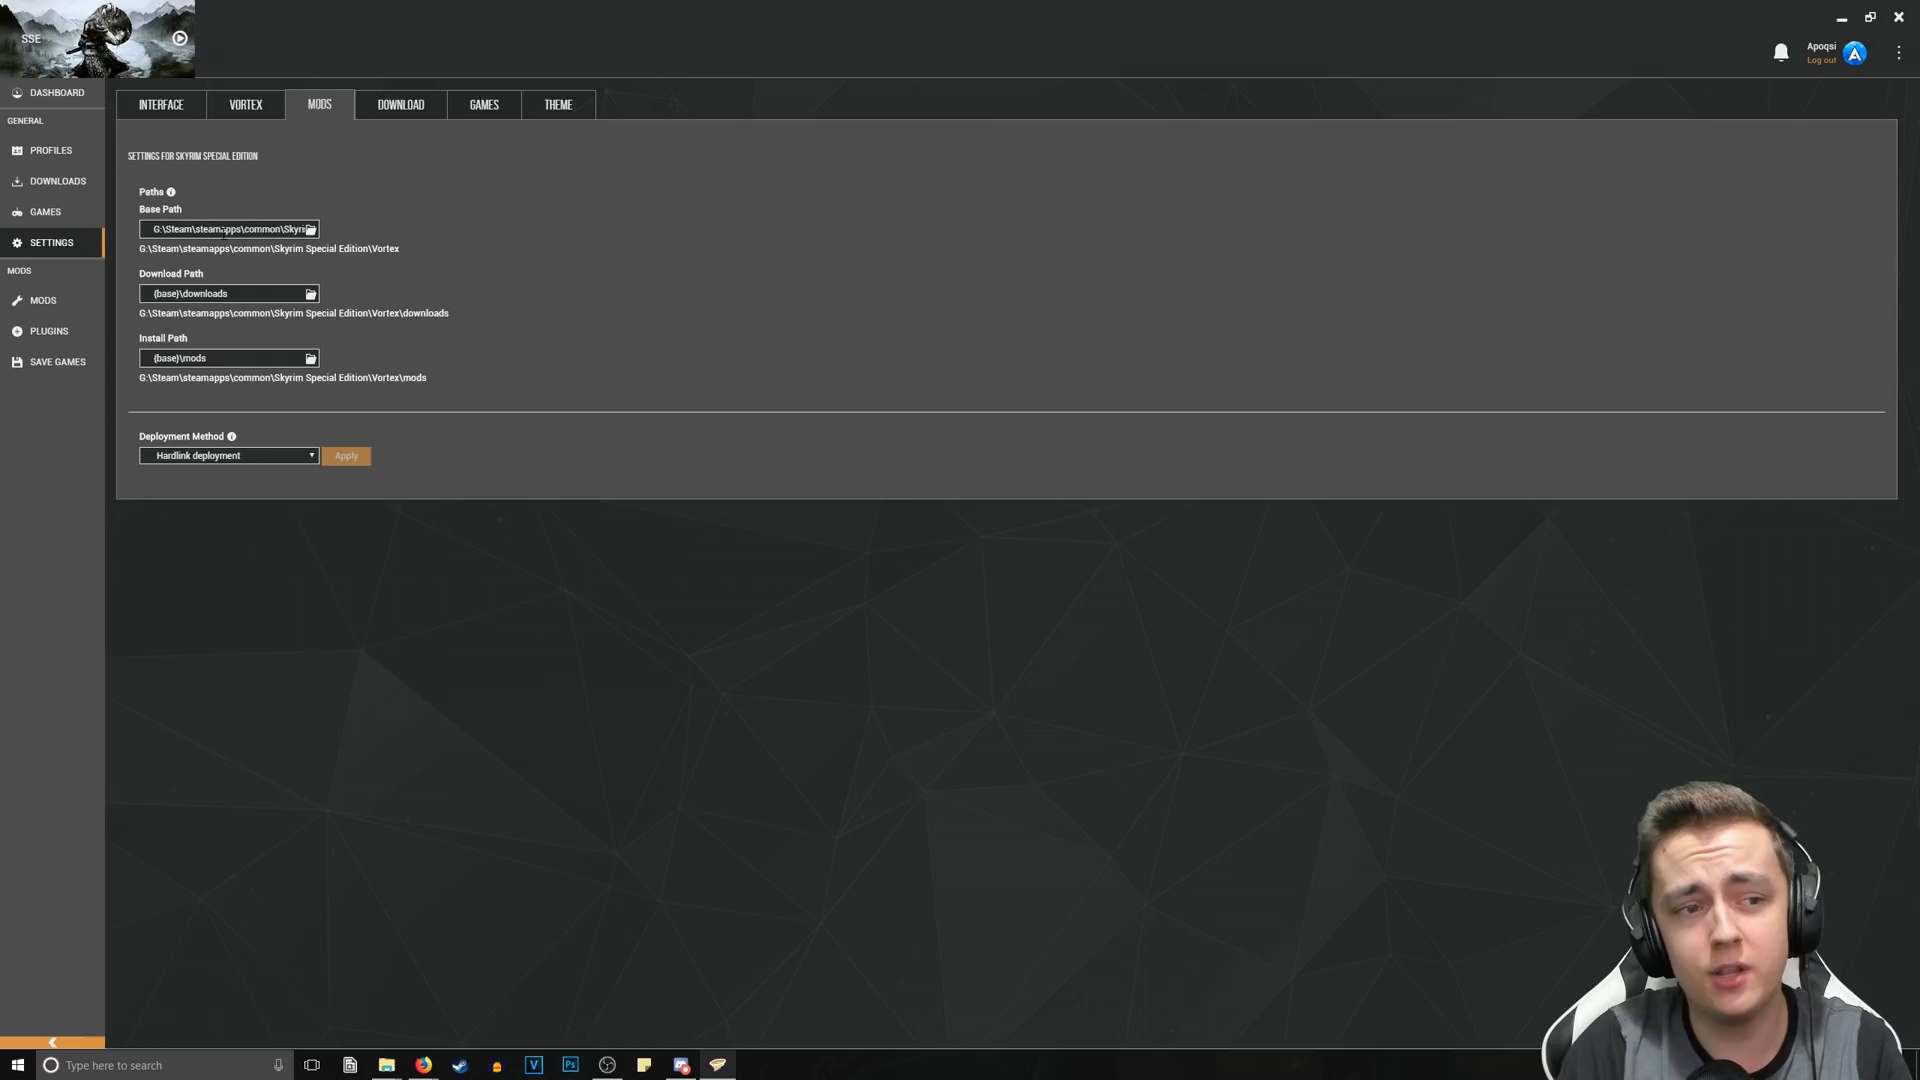 SSE
Apoqsi
Log out
DASHBOARD
GENERAL
PROFILES
DOWNLOADS
GAMES
SETTINGS
MODS
MODS
PLUGINS
SAVE GAMES
INTERFACE
VORTEX
MODS
DOWNLOAD
GAMES
THEME
SETTINGS FOR SKYRIM SPECIAL EDITION
Paths
Base Path
G:\Steam\steamapps\common\Skyri
G:\Steam\steamapps\common\Skyrim Special Edition\Vortex
Download Path
{base}\downloads
G:\Steam\steamapps\common\Skyrim Special Edition\Vortex\downloads
Install Path
{base}\mods
G:\Steam\steamapps\common\Skyrim Special Edition\Vortex\mods
Deployment Method
Hardlink deployment
Apply
Type here to search
V
Ps